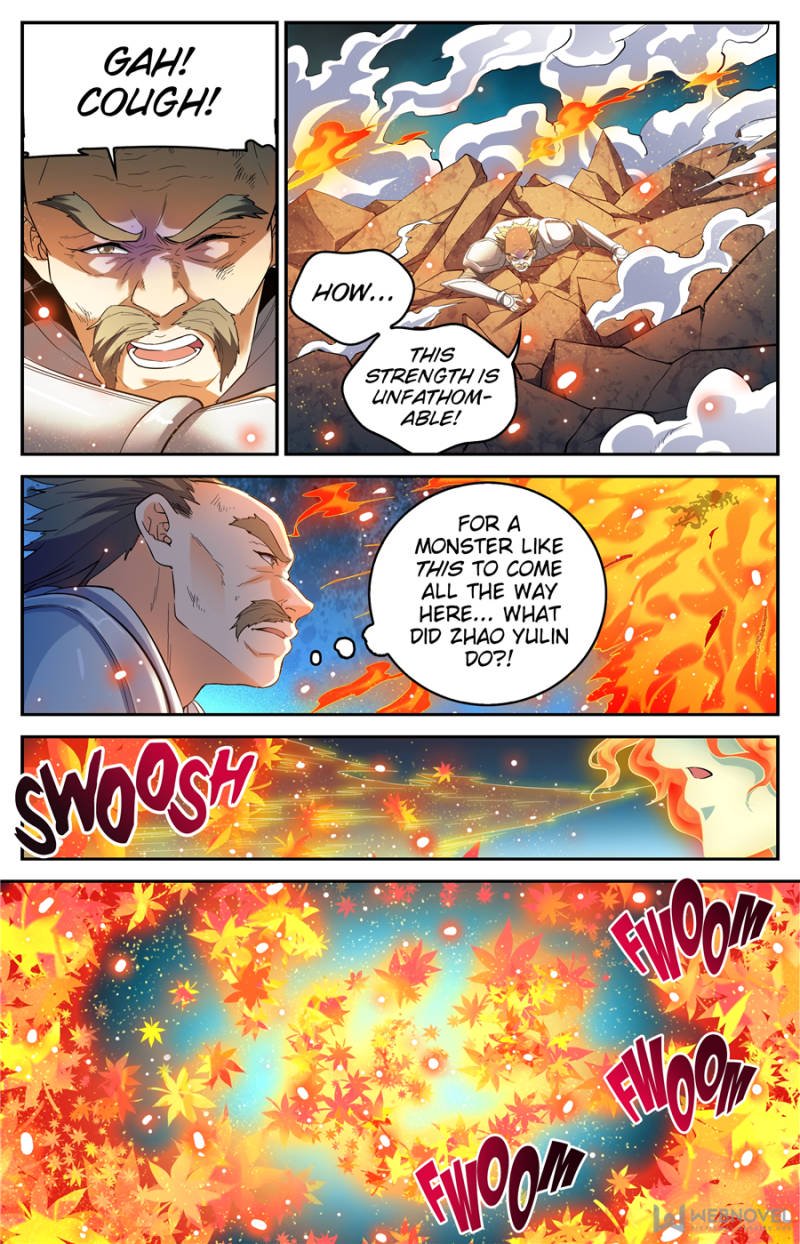 GAH!
COUGH!
HOW...
THIS
STRENGTH IS
UNFATHOM-
ABLE!
FOR A
MONSTER LIKE
THIS TO COME
ALL THE WAY
HERE... WHAT
DID ZHAO YULIN
DO?!
SWOOSH
FWOOM
FWOOM
FWOOM
WEBNOVEL